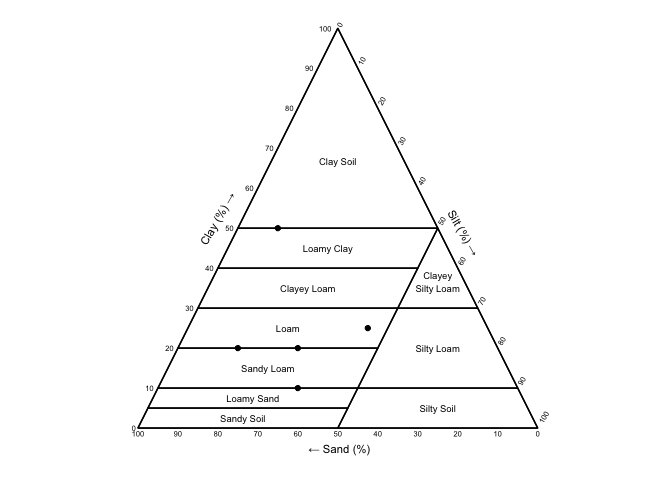 100
0
90
10
80
20
70
30
Clay Soil
60
40
Clay (%) →
50
50
Silt (%) →
Loamy Clay
60
40
Clayey
Silty Loam
Clayey Loam
30
70
Loam
20
80
Silty Loam
Sandy Loam
10
90
Loamy Sand
Silty Soil
Sandy Soil
0
100
100
90
80
70
60
50
40
30
20
10
0
← Sand (%)